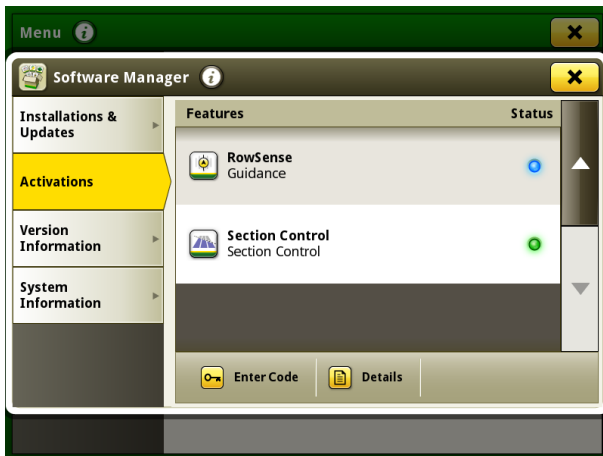 Menu
Software Manager
Installations &
Updates
Activations
Version
Information
System
Information
Features Status
RowSense
Guidance
Section Control
Section Control
Enter Code Details